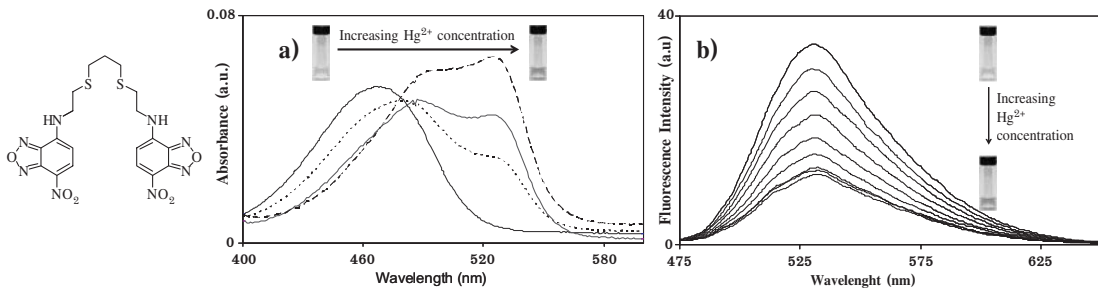 S S
HN HN
N N
O O
N N
NO2 NO2
a)
Increasing Hg2+ concentration
0.08
Absorbance (a.u.)
0
400 460 520 580
Wavelength (nm)
b)
Increasing
Hg2+
concentration
40
Fluorescence Intensity (a.u)
0
475 525 575 625
Wavelenght (nm)